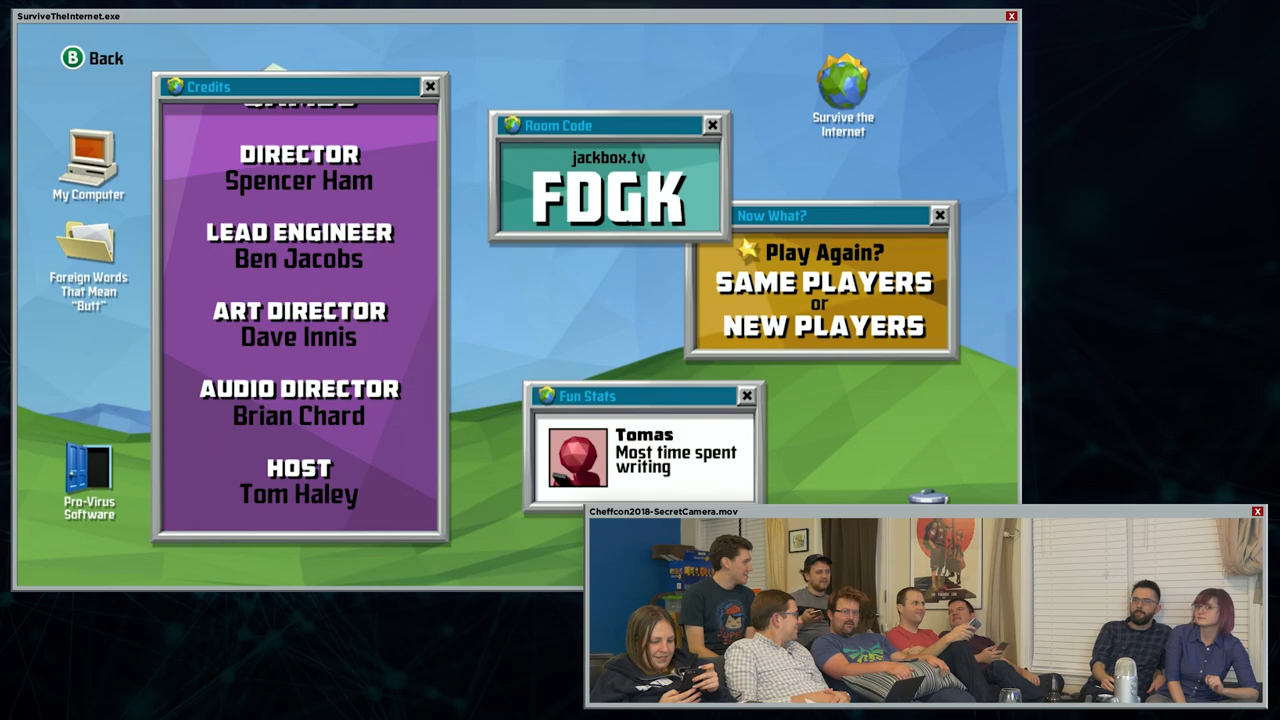 SurviveTheInternet.exe
X
B Back
Credits
GAMES
DIRECTOR
Spencer Ham
LEAD ENGINEER
Ben Jacobs
ART DIRECTOR
Dave Innis
AUDIO DIRECTOR
Brian Chard
HOST
Tom Haley
My Computer
Foreign Words
That Mean
"Butt"
Pro-Virus
Software
Room Code
jackbox.tv
FDGK
Survive the
Internet
Now What?
Play Again?
SAME PLAYERS
or
NEW PLAYERS
Fun Stats
Tomas
Most time spent
writing
Cheffcon2018-SecretCamera.mov
X